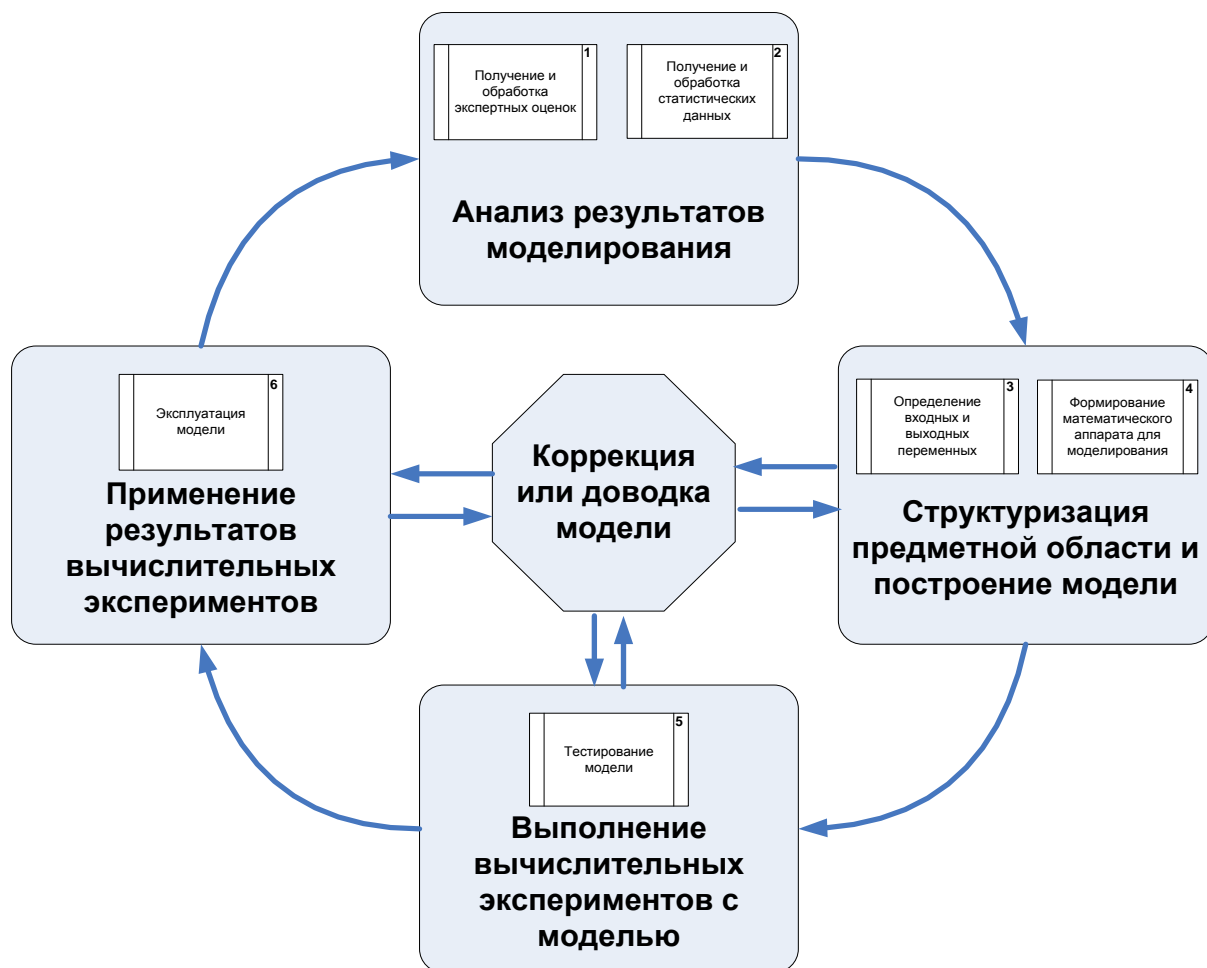 1
Получение и
обработка
экспертных оценок
2
Получение и
обработка
статистических
данных
Анализ результатов
моделирования
6
Эксплуатация
модели
Применение
результатов
вычислительных
экспериментов
Коррекция
или доводка
модели
3
Определение
входных и
выходных
переменных
4
Формирование
математического
аппарата для
моделирования
Структуризация
предметной области и
построение модели
5
Тестирование
модели
Выполнение
вычислительных
экспериментов с
моделью